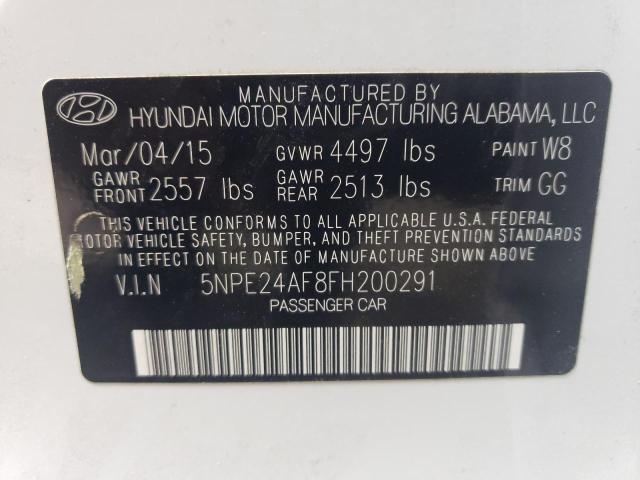 MANUFACTURED BY
HYUNDAI MOTOR MANUFACTURING ALABAMA, LLC
Mar/04/15 GVWR 4497 lbs PAINT W8
GAWR FRONT 2557 lbs GAWR REAR 2513 lbs TRIM GG
THIS VEHICLE CONFORMS TO ALL APPLICABLE U.S.A. FEDERAL
MOTOR VEHICLE SAFETY, BUMPER, AND THEFT PREVENTION STANDARDS
IN EFFECT ON THE DATE OF MANUFACTURE SHOWN ABOVE
V.I.N 5NPE24AF8FH200291
PASSENGER CAR